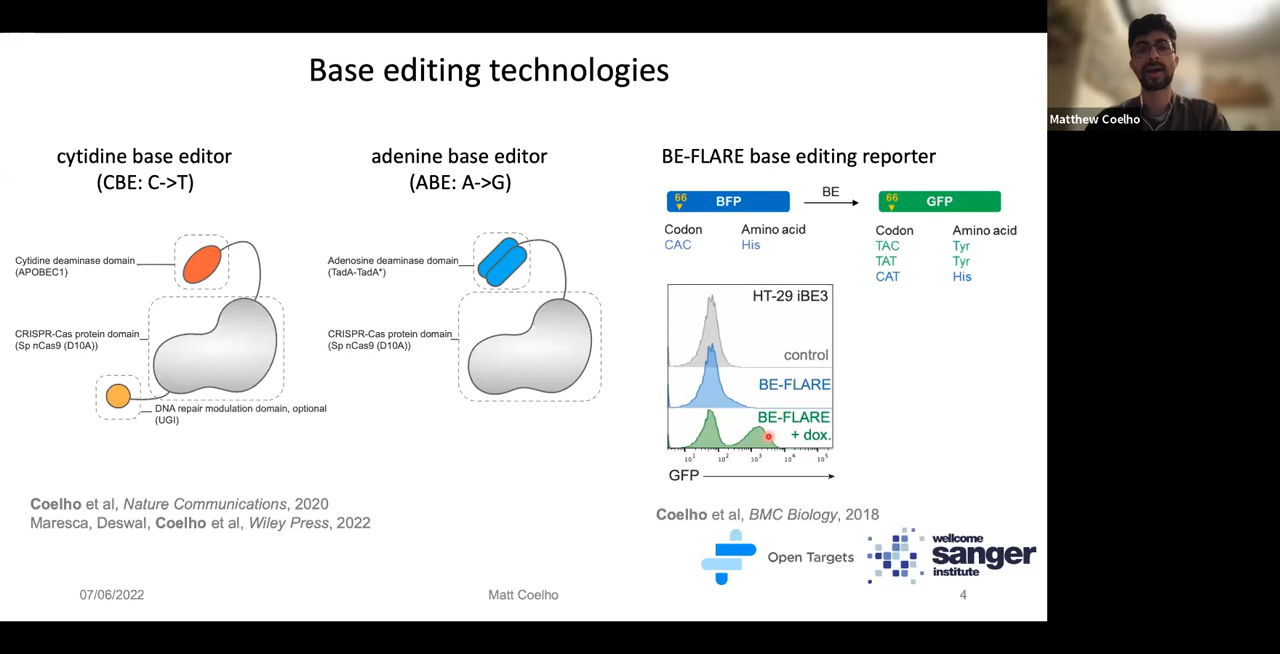 Base editing technologies
Matthew Coelho
cytidine base editor
(CBE: C->T)
Cytidine deaminase domain
(APOBEC1)
CRISPR-Cas protein domain
(Sp nCas9 (D10A))
DNA repair modulation domain, optional
(UGI)
adenine base editor
(ABE: A->G)
Adenosine deaminase domain
(TadA-TadA*)
CRISPR-Cas protein domain
(Sp nCas9 (D10A))
BE-FLARE base editing reporter
66
BFP
BE
66
GFP
Codon Amino acid
CAC His
Codon Amino acid
TAC Tyr
TAT Tyr
CAT His
HT-29 iBE3
control
BE-FLARE
BE-FLARE
+ dox.
10¹ 10² 10³ 10⁴ 10⁵
GFP
Coelho et al, Nature Communications, 2020
Maresca, Deswal, Coelho et al, Wiley Press, 2022
Coelho et al, BMC Biology, 2018
Open Targets
wellcome
sanger
institute
07/06/2022
Matt Coelho
4